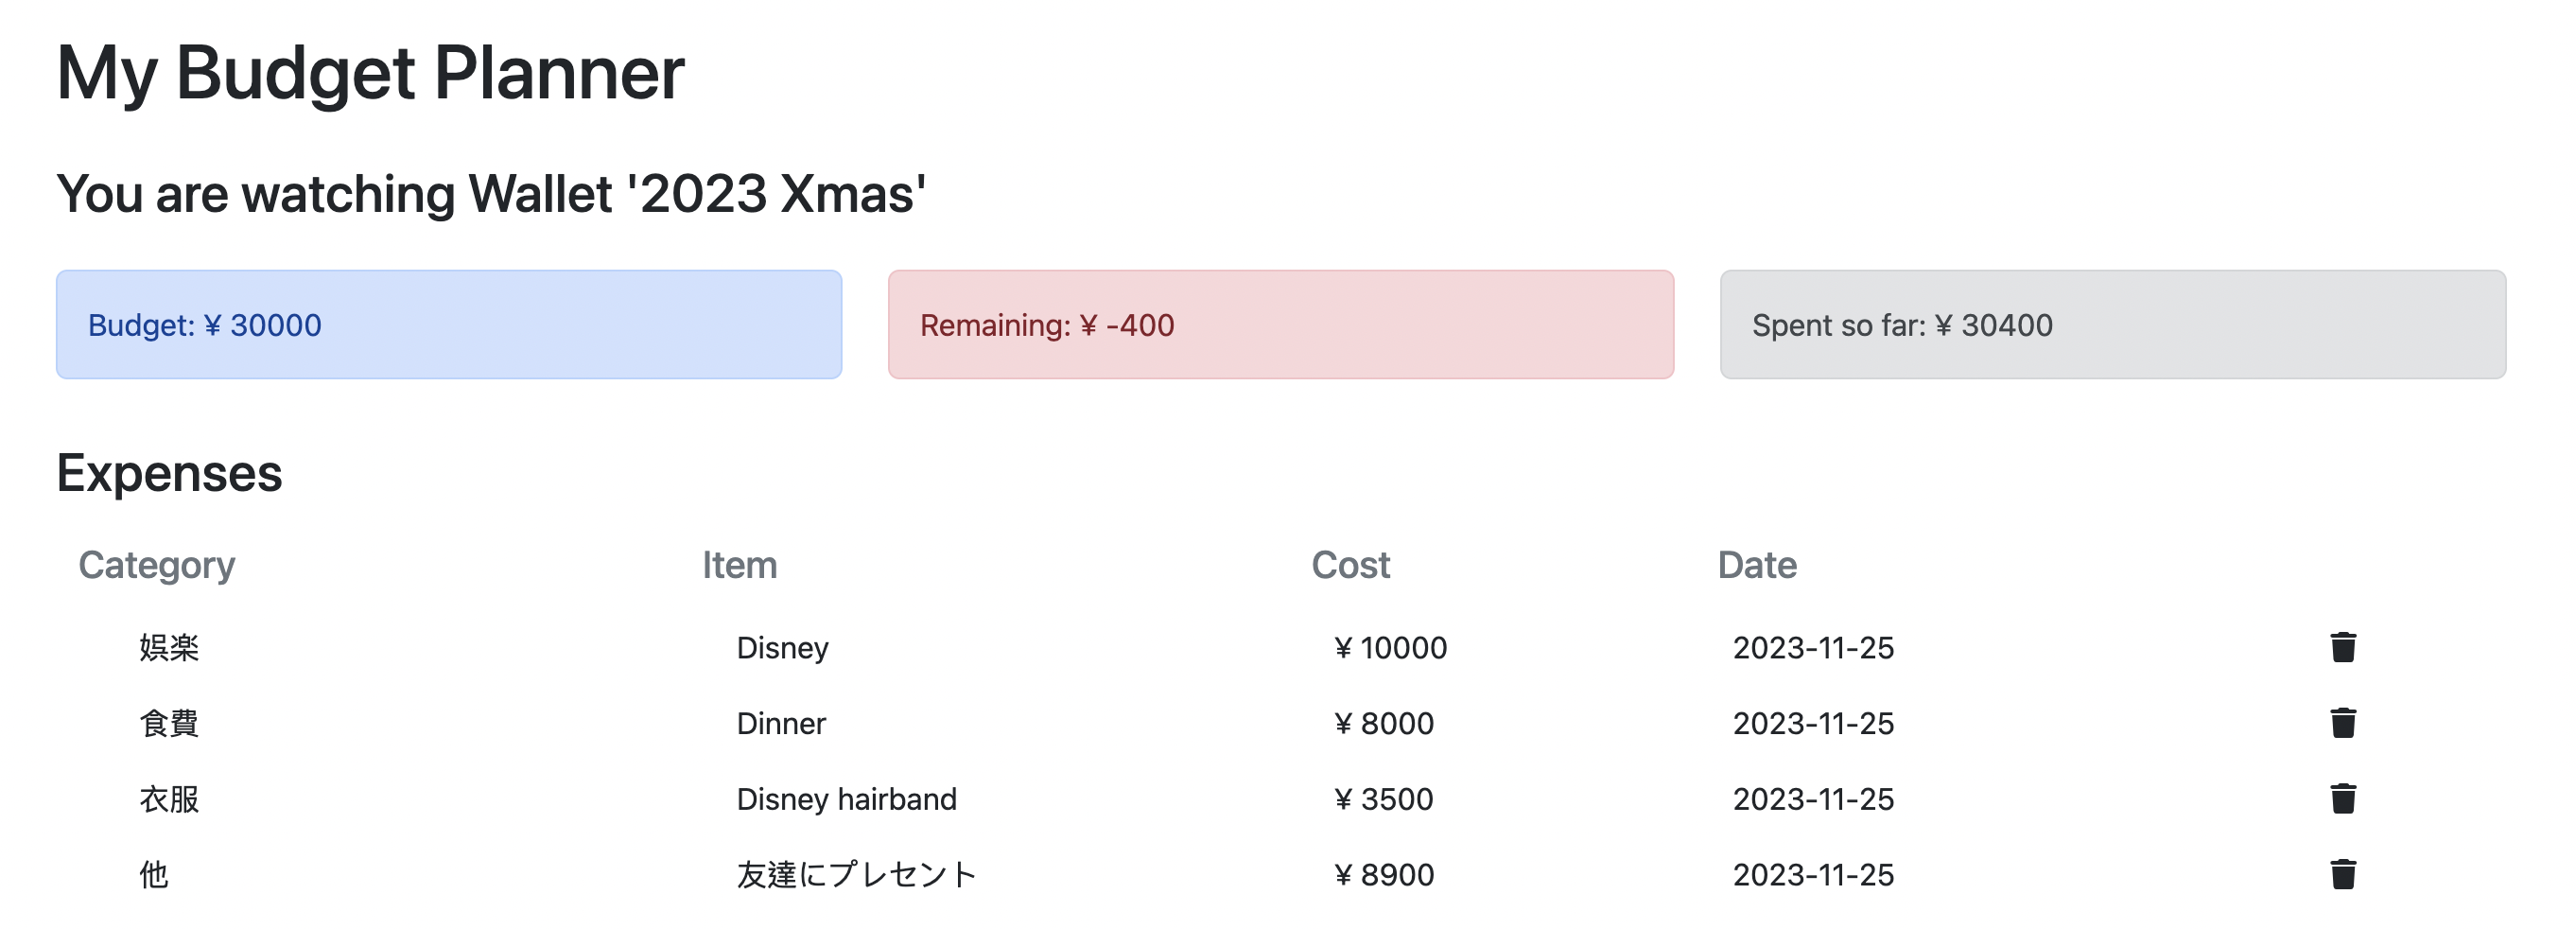 My Budget Planner
You are watching Wallet '2023 Xmas'
Budget: ¥ 30000
Remaining: ¥ -400
Spent so far: ¥ 30400
Expenses
Category Item Cost Date
娯楽 Disney ¥ 10000 2023-11-25
食費 Dinner ¥ 8000 2023-11-25
衣服 Disney hairband ¥ 3500 2023-11-25
他 友達にプレセント ¥ 8900 2023-11-25